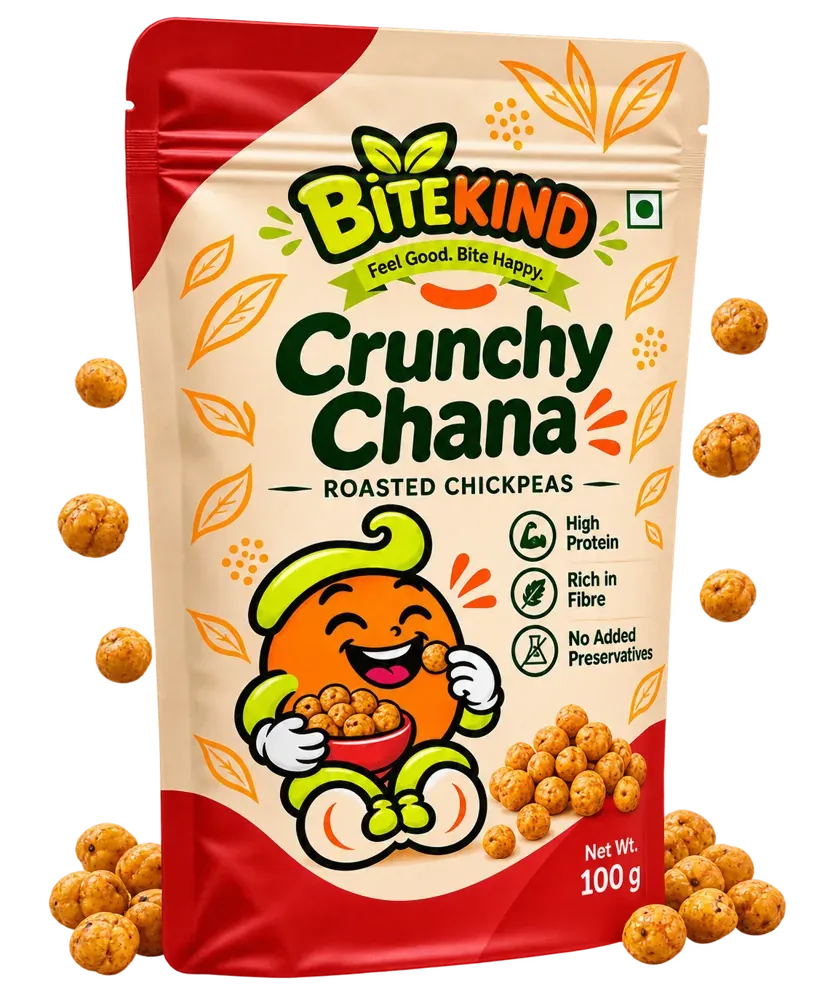 BiTEKIND
Feel Good. Bite Happy.
Crunchy
Chana
ROASTED CHICKPEAS
High
Protein
Rich in
Fibre
No Added
Preservatives
Net Wt.
100 g